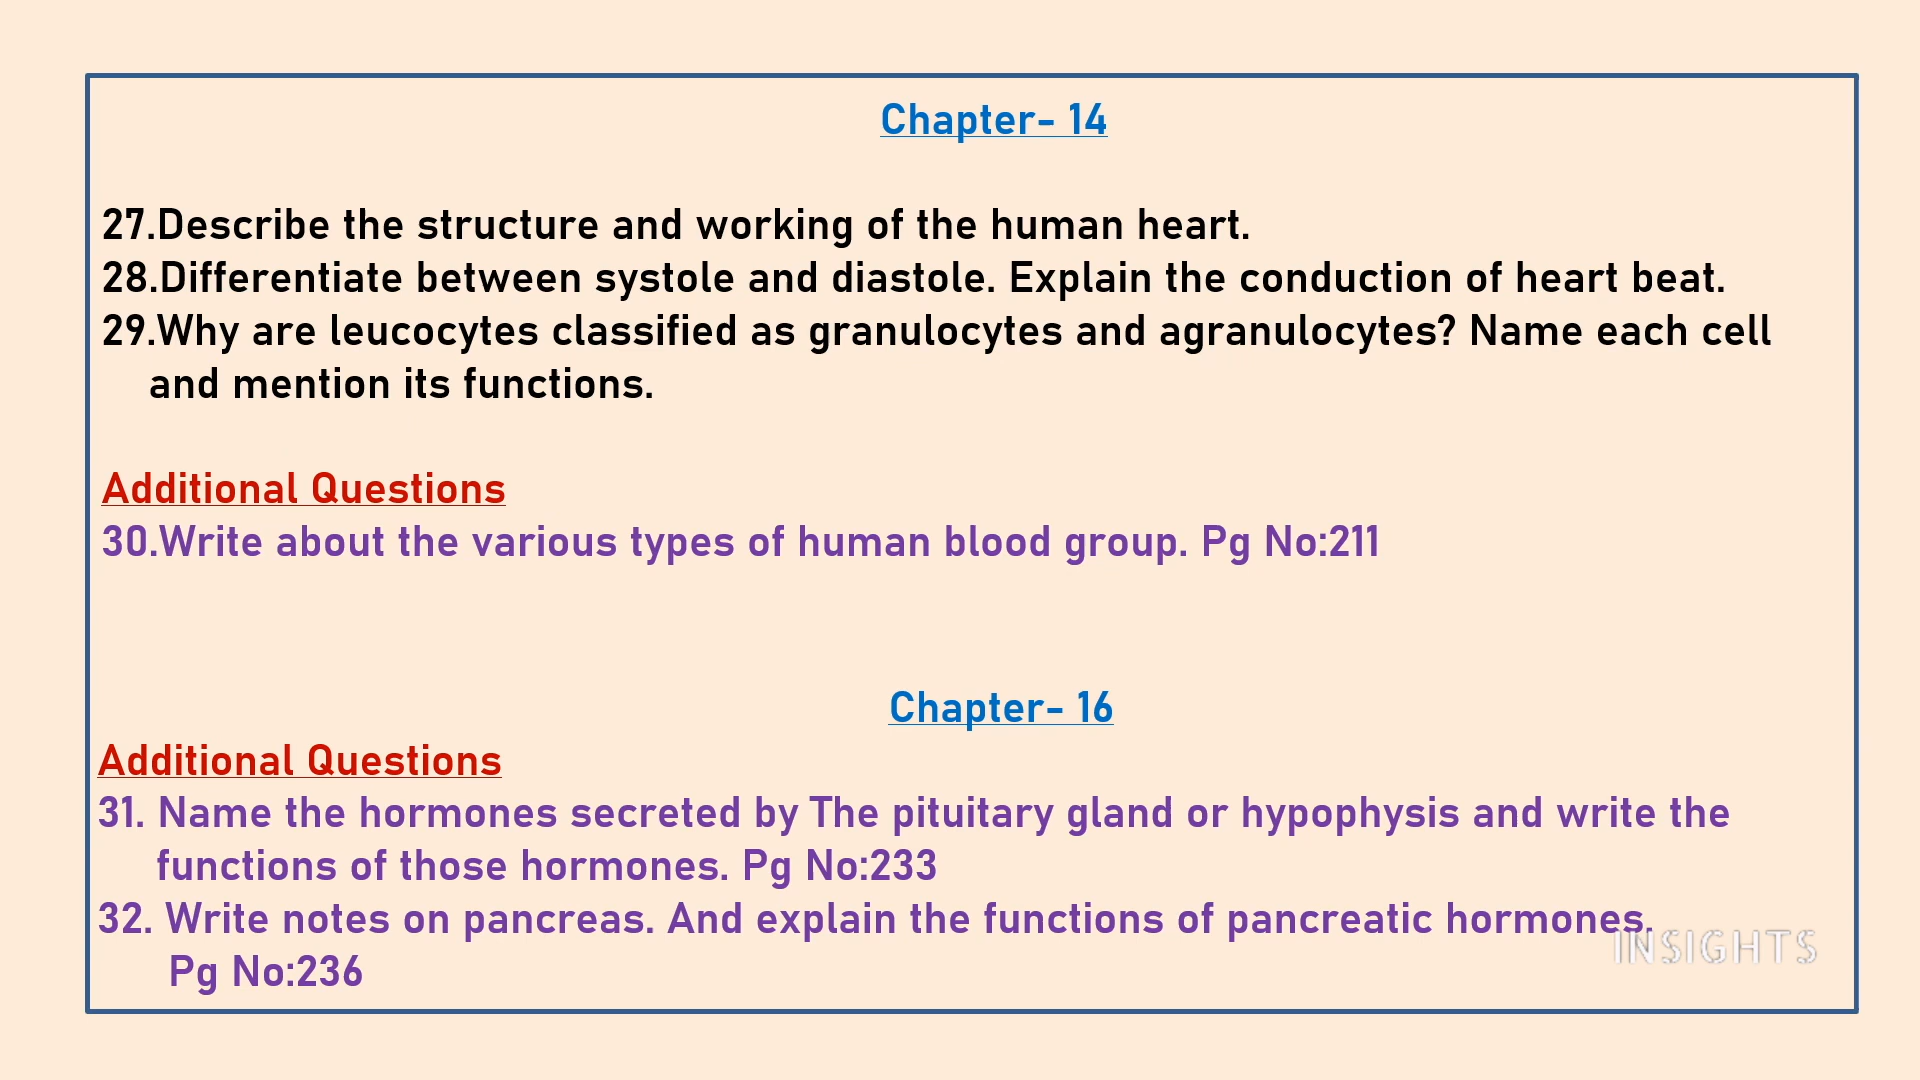 Chapter- 14
27.Describe the structure and working of the human heart.
28.Differentiate between systole and diastole. Explain the conduction of heart beat.
29.Why are leucocytes classified as granulocytes and agranulocytes? Name each cell
and mention its functions.
Additional Questions
30.Write about the various types of human blood group. Pg No:211
Chapter- 16
Additional Questions
31. Name the hormones secreted by The pituitary gland or hypophysis and write the
functions of those hormones. Pg No:233
32. Write notes on pancreas. And explain the functions of pancreatic hormones.
INSIGHTS
Pg No:236